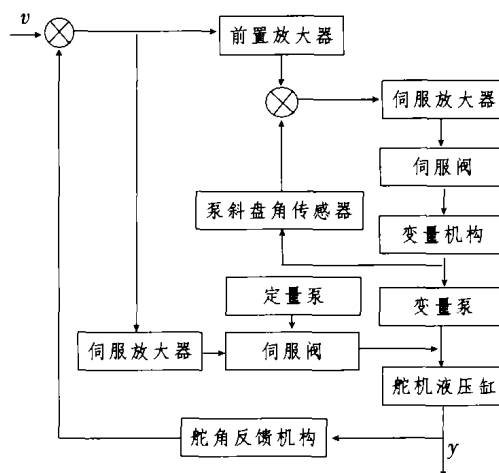 v
前置放大器
伺服放大器
伺服阀
泵斜盘角传感器
变量机构
定量泵
变量泵
伺服放大器
伺服阀
舵机液压缸
舵角反馈机构
y